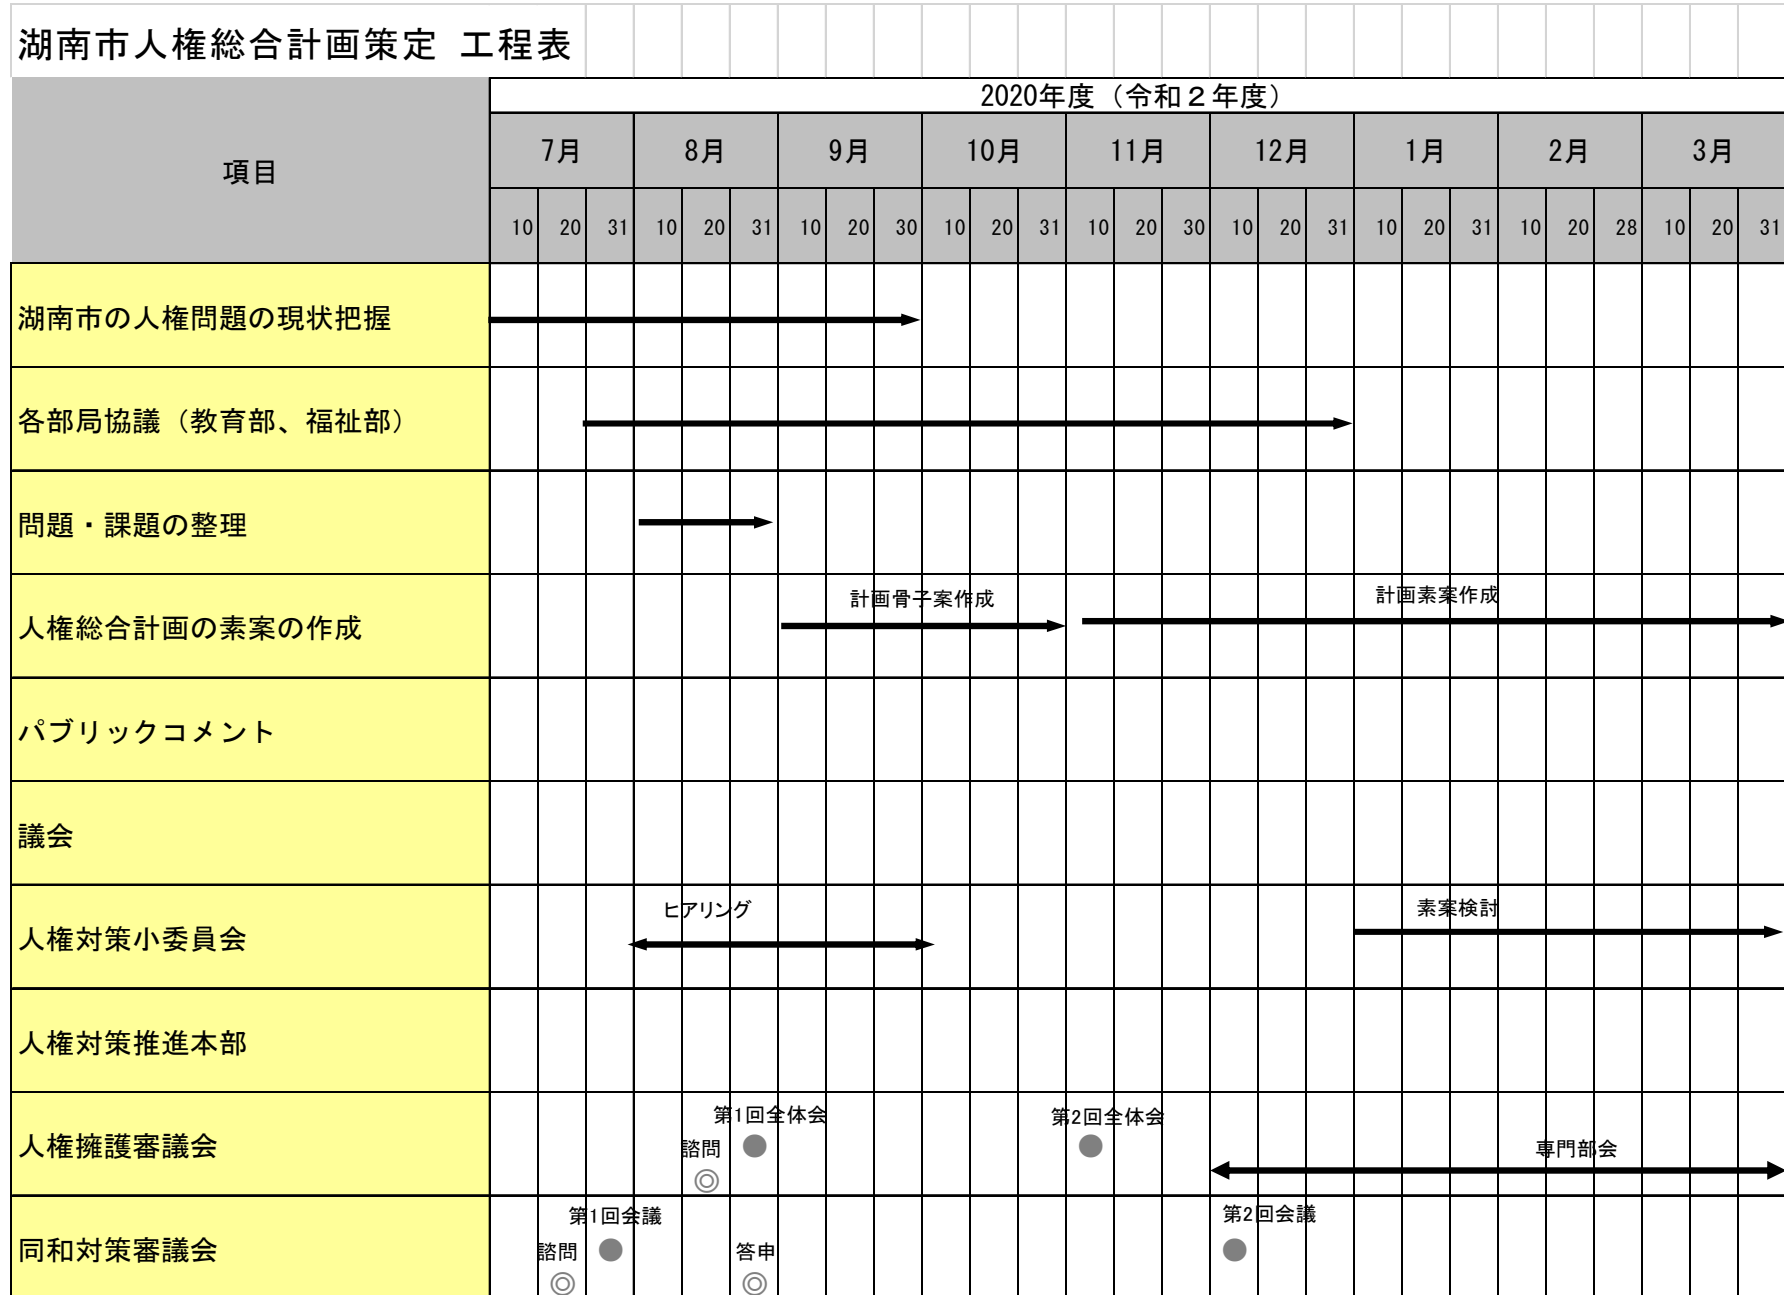 湖南市人権総合計画策定 工程表
項目
2020年度（令和２年度）
7月 8月 9月 10月 11月 12月 1月 2月 3月
10 20 31 10 20 31 10 20 30 10 20 31 10 20 30 10 20 31 10 20 31 10 20 28 10 20 31
湖南市の人権問題の現状把握
各部局協議（教育部、福祉部）
問題・課題の整理
人権総合計画の素案の作成
計画骨子案作成
計画素案作成
パブリックコメント
議会
人権対策小委員会
ヒアリング
素案検討
人権対策推進本部
人権擁護審議会
第1回全体会
諮問
◎
●
第2回全体会
●
専門部会
同和対策審議会
第1回会議
諮問
◎
●
答申
◎
第2回会議
●